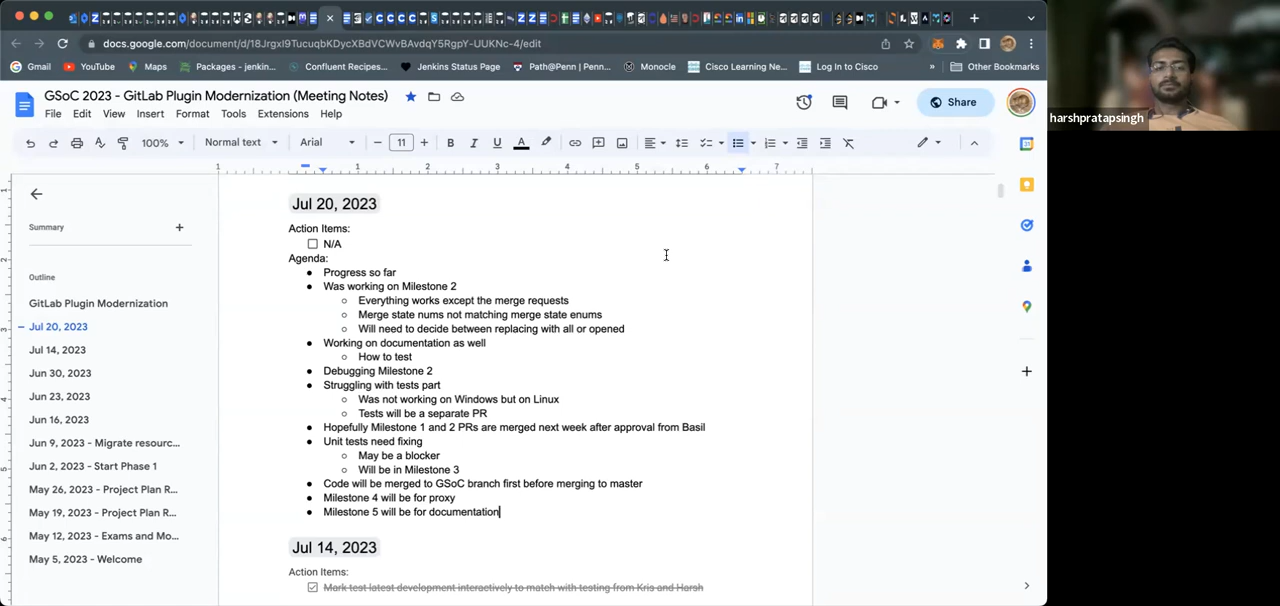 docs.google.com/document/d/18JrgxI9TucuqbKDycXBdVCWvBAvdqY5RgpY-UUKNc-4/edit
Gmail
YouTube
Maps
Packages - jenkin...
Confluent Recipes...
Jenkins Status Page
Path@Penn | Penn...
Monocle
Cisco Learning Ne...
Log In to Cisco
»
Other Bookmarks
GSoC 2023 - GitLab Plugin Modernization (Meeting Notes)
File Edit View Insert Format Tools Extensions Help
Share
harshpratapsingh
100%
Normal text
Arial
11
B I U A
1 1 2 3 4 5 6 7
Summary
Outline
GitLab Plugin Modernization
Jul 20, 2023
Jul 14, 2023
Jun 30, 2023
Jun 23, 2023
Jun 16, 2023
Jun 9, 2023 - Migrate resourc...
Jun 2, 2023 - Start Phase 1
May 26, 2023 - Project Plan R...
May 19, 2023 - Project Plan R...
May 12, 2023 - Exams and Mo...
May 5, 2023 - Welcome
Jul 20, 2023
Action Items:
N/A
Agenda:
Progress so far
Was working on Milestone 2
Everything works except the merge requests
Merge state nums not matching merge state enums
Will need to decide between replacing with all or opened
Working on documentation as well
How to test
Debugging Milestone 2
Struggling with tests part
Was not working on Windows but on Linux
Tests will be a separate PR
Hopefully Milestone 1 and 2 PRs are merged next week after approval from Basil
Unit tests need fixing
May be a blocker
Will be in Milestone 3
Code will be merged to GSoC branch first before merging to master
Milestone 4 will be for proxy
Milestone 5 will be for documentation
Jul 14, 2023
Action Items:
Mark test latest development interactively to match with testing from Kris and Harsh